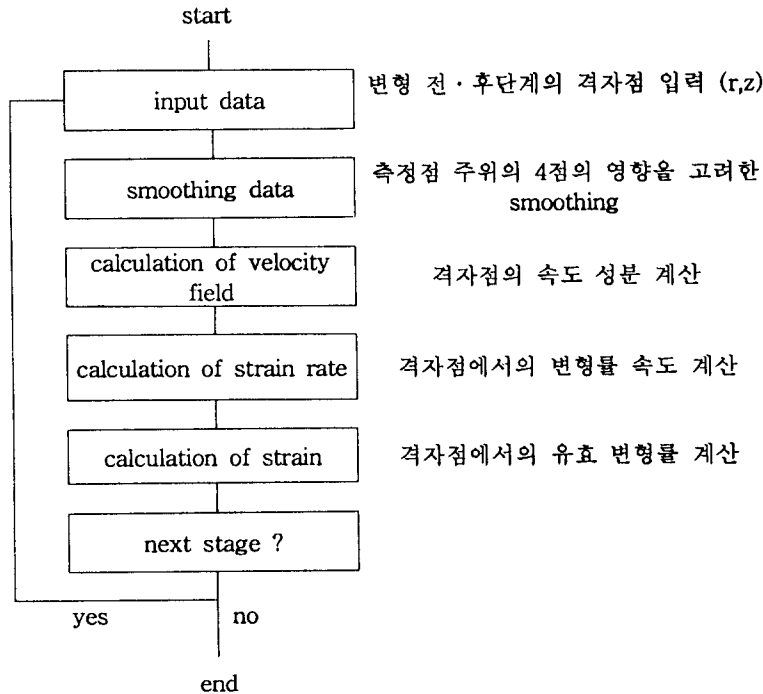 start
input data
변형 전·후단계의 격자점 입력 (r,z)
smoothing data
측정점 주위의 4점의 영향을 고려한
smoothing
calculation of velocity
field
격자점의 속도 성분 계산
calculation of strain rate
격자점에서의 변형률 속도 계산
calculation of strain
격자점에서의 유효 변형률 계산
next stage ?
yes
no
end